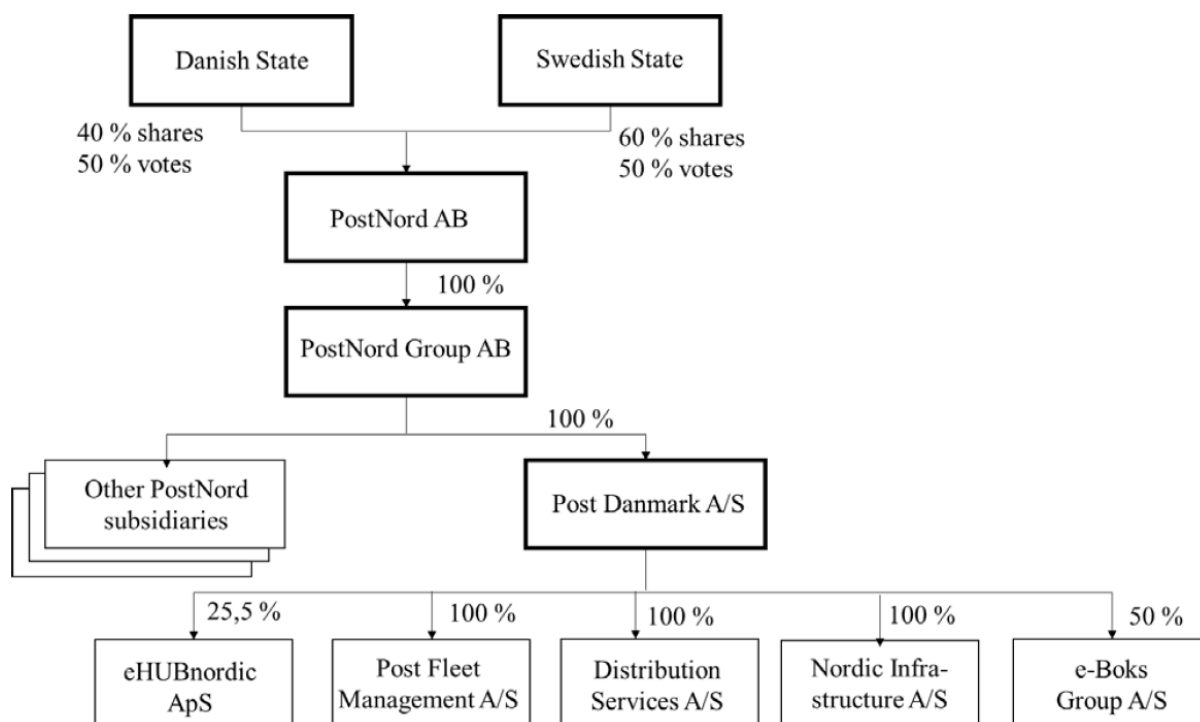 Danish State
Swedish State
40 % shares
50 % votes
60 % shares
50 % votes
PostNord AB
100 %
PostNord Group AB
100 %
Other PostNord
subsidiaries
Post Danmark A/S
25,5 %
100 %
100 %
100 %
50 %
eHUBnordic
ApS
Post Fleet
Management A/S
Distribution
Services A/S
Nordic Infra-
structure A/S
e-Boks
Group A/S